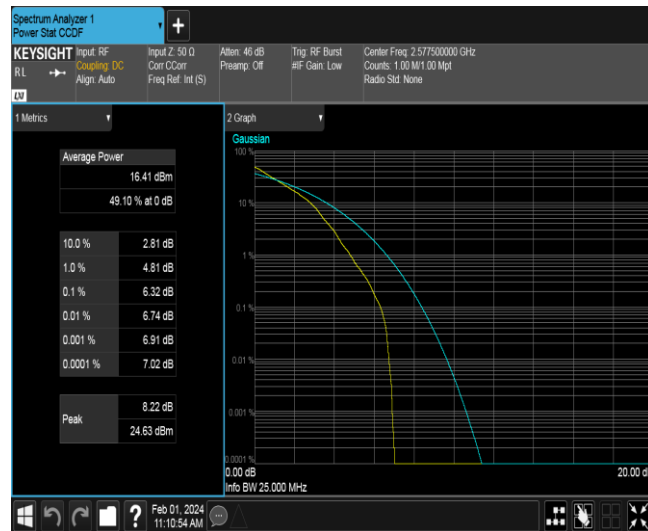 Spectrum Analyzer 1
Power Stat CCDF
KEYSIGHT
RL
LXI
Input: RF
Coupling: DC
Align: Auto
Input Z: 50 Ω
Corr CCorr
Freq Ref: Int (S)
Atten: 46 dB
Preamp: Off
Trig: RF Burst
#IF Gain: Low
Center Freq: 2.577500000 GHz
Counts: 1.00 M/1.00 Mpt
Radio Std: None
1 Metrics
Average Power
16.41 dBm
49.10 % at 0 dB
10.0 % 2.81 dB
1.0 % 4.81 dB
0.1 % 6.32 dB
0.01 % 6.74 dB
0.001 % 6.91 dB
0.0001 % 7.02 dB
Peak
8.22 dB
24.63 dBm
2 Graph
Gaussian
100 %
10 %
1 %
0.1 %
0.01 %
0.001 %
0.0001 %
0.00 dB
20.00 d
Info BW 25.000 MHz
?
Feb 01, 2024
11:10:54 AM